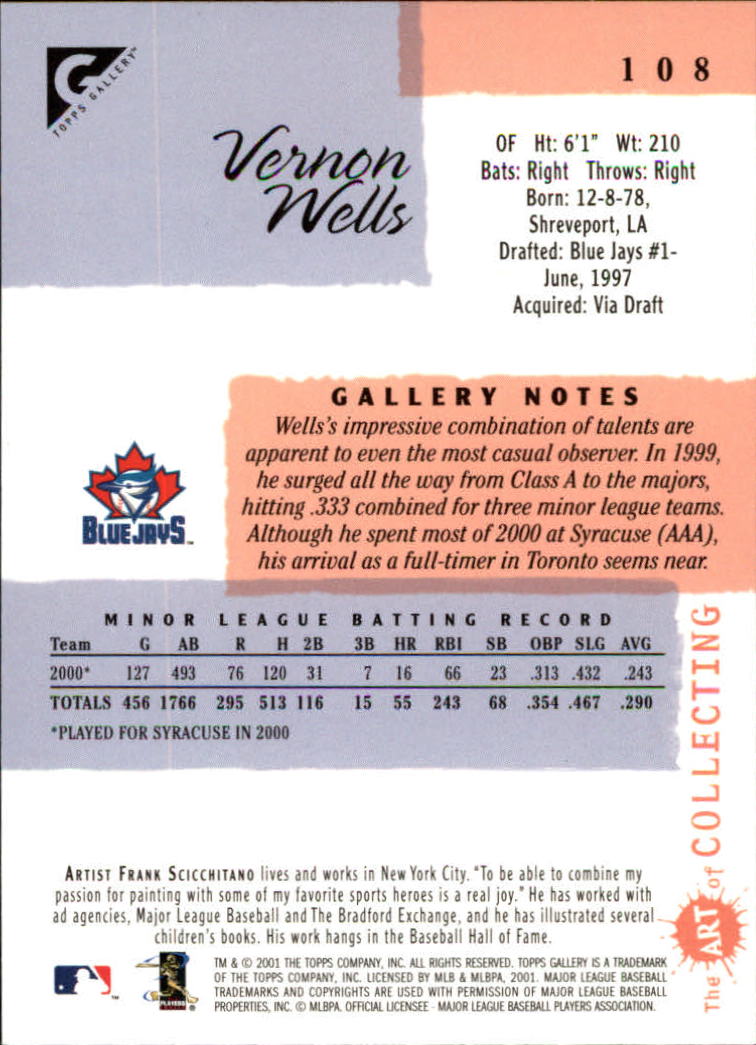 G
TOPPS GALLERY™
108
Vernon
Wells
OF Ht: 6'1" Wt: 210
Bats: Right Throws: Right
Born: 12-8-78,
Shreveport, LA
Drafted: Blue Jays #1-
June, 1997
Acquired: Via Draft
GALLERY NOTES
Wells's impressive combination of talents are
apparent to even the most casual observer. In 1999,
he surged all the way from Class A to the majors,
hitting .333 combined for three minor league teams.
Although he spent most of 2000 at Syracuse (AAA),
his arrival as a full-timer in Toronto seems near.
BLUE JAYS™
MINOR LEAGUE BATTING RECORD
Team G AB R H 2B 3B HR RBI SB OBP SLG AVG
2000* 127 493 76 120 31 7 16 66 23 .313 .432 .243
TOTALS 456 1766 295 513 116 15 55 243 68 .354 .467 .290
*PLAYED FOR SYRACUSE IN 2000
The ART of COLLECTING
ARTIST FRANK SCICCHITANO lives and works in New York City. "To be able to combine my
passion for painting with some of my favorite sports heroes is a real joy." He has worked with
ad agencies, Major League Baseball and The Bradford Exchange, and he has illustrated several
children's books. His work hangs in the Baseball Hall of Fame.
PLAYERS
TM & © 2001 THE TOPPS COMPANY, INC. ALL RIGHTS RESERVED. TOPPS GALLERY IS A TRADEMARK
OF THE TOPPS COMPANY, INC. LICENSED BY MLB & MLBPA, 2001. MAJOR LEAGUE BASEBALL
TRADEMARKS AND COPYRIGHTS ARE USED WITH PERMISSION OF MAJOR LEAGUE BASEBALL
PROPERTIES, INC. © MLBPA. OFFICIAL LICENSEE - MAJOR LEAGUE BASEBALL PLAYERS ASSOCIATION.